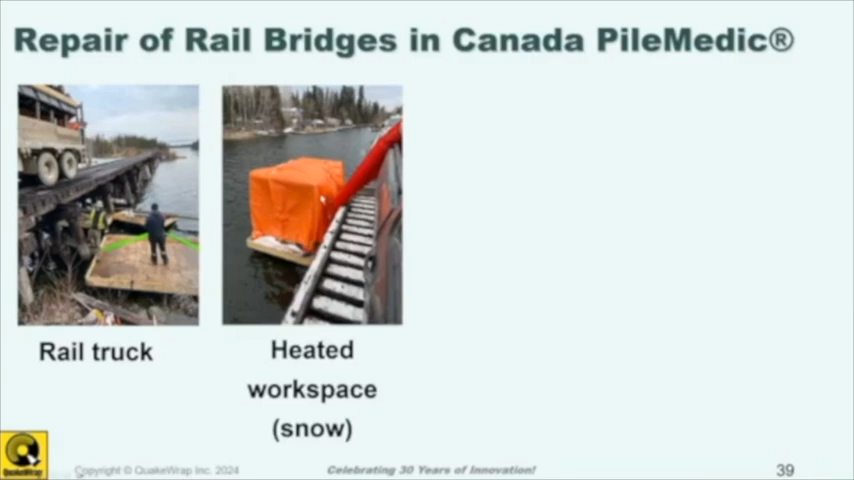 Repair of Rail Bridges in Canada PileMedic®
Rail truck
Heated
workspace
(snow)
QuakeWrap
Copyright © QuakeWrap Inc. 2024
Celebrating 30 Years of Innovation!
39